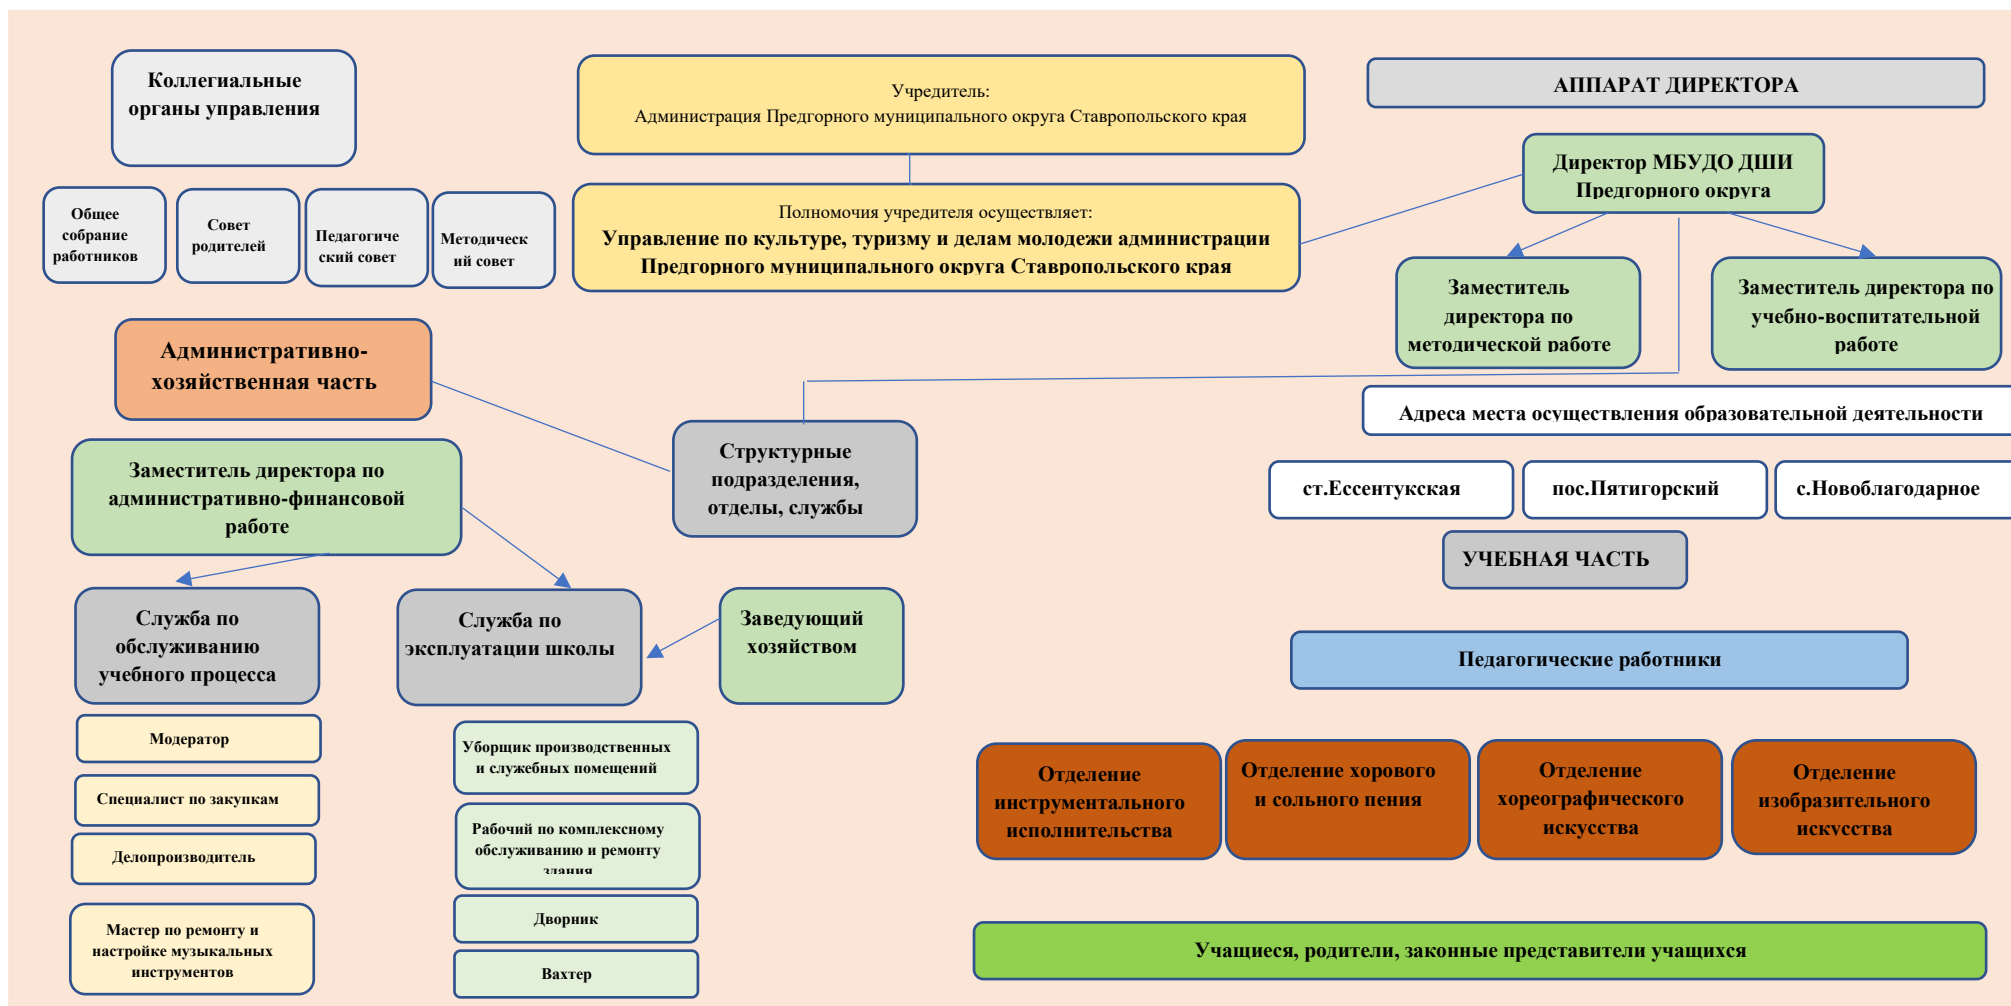 Коллегиальные
органы управления
Общее
собрание
работников
Совет
родителей
Педагогиче
ский совет
Методическ
ий совет
Учредитель:
Администрация Предгорного муниципального округа Ставропольского края
Полномочия учредителя осуществляет:
Управление по культуре, туризму и делам молодежи администрации
Предгорного муниципального округа Ставропольского края
АППАРАТ ДИРЕКТОРА
Директор МБУДО ДШИ
Предгорного округа
Заместитель
директора по
методической работе
Заместитель директора по
учебно-воспитательной
работе
Административно-
хозяйственная часть
Структурные
подразделения,
отделы, службы
Адреса места осуществления образовательной деятельности
ст.Ессентукская
пос.Пятигорский
с.Новоблагодарное
Заместитель директора по
административно-финансовой
работе
Служба по
обслуживанию
учебного процесса
Служба по
эксплуатации школы
Заведующий
хозяйством
Модератор
Специалист по закупкам
Делопроизводитель
Мастер по ремонту и
настройке музыкальных
инструментов
Уборщик производственных
и служебных помещений
Рабочий по комплексному
обслуживанию и ремонту
здания
Дворник
Вахтер
УЧЕБНАЯ ЧАСТЬ
Педагогические работники
Отделение
инструментального
исполнительства
Отделение хорового
и сольного пения
Отделение
хореографического
искусства
Отделение
изобразительного
искусства
Учащиеся, родители, законные представители учащихся